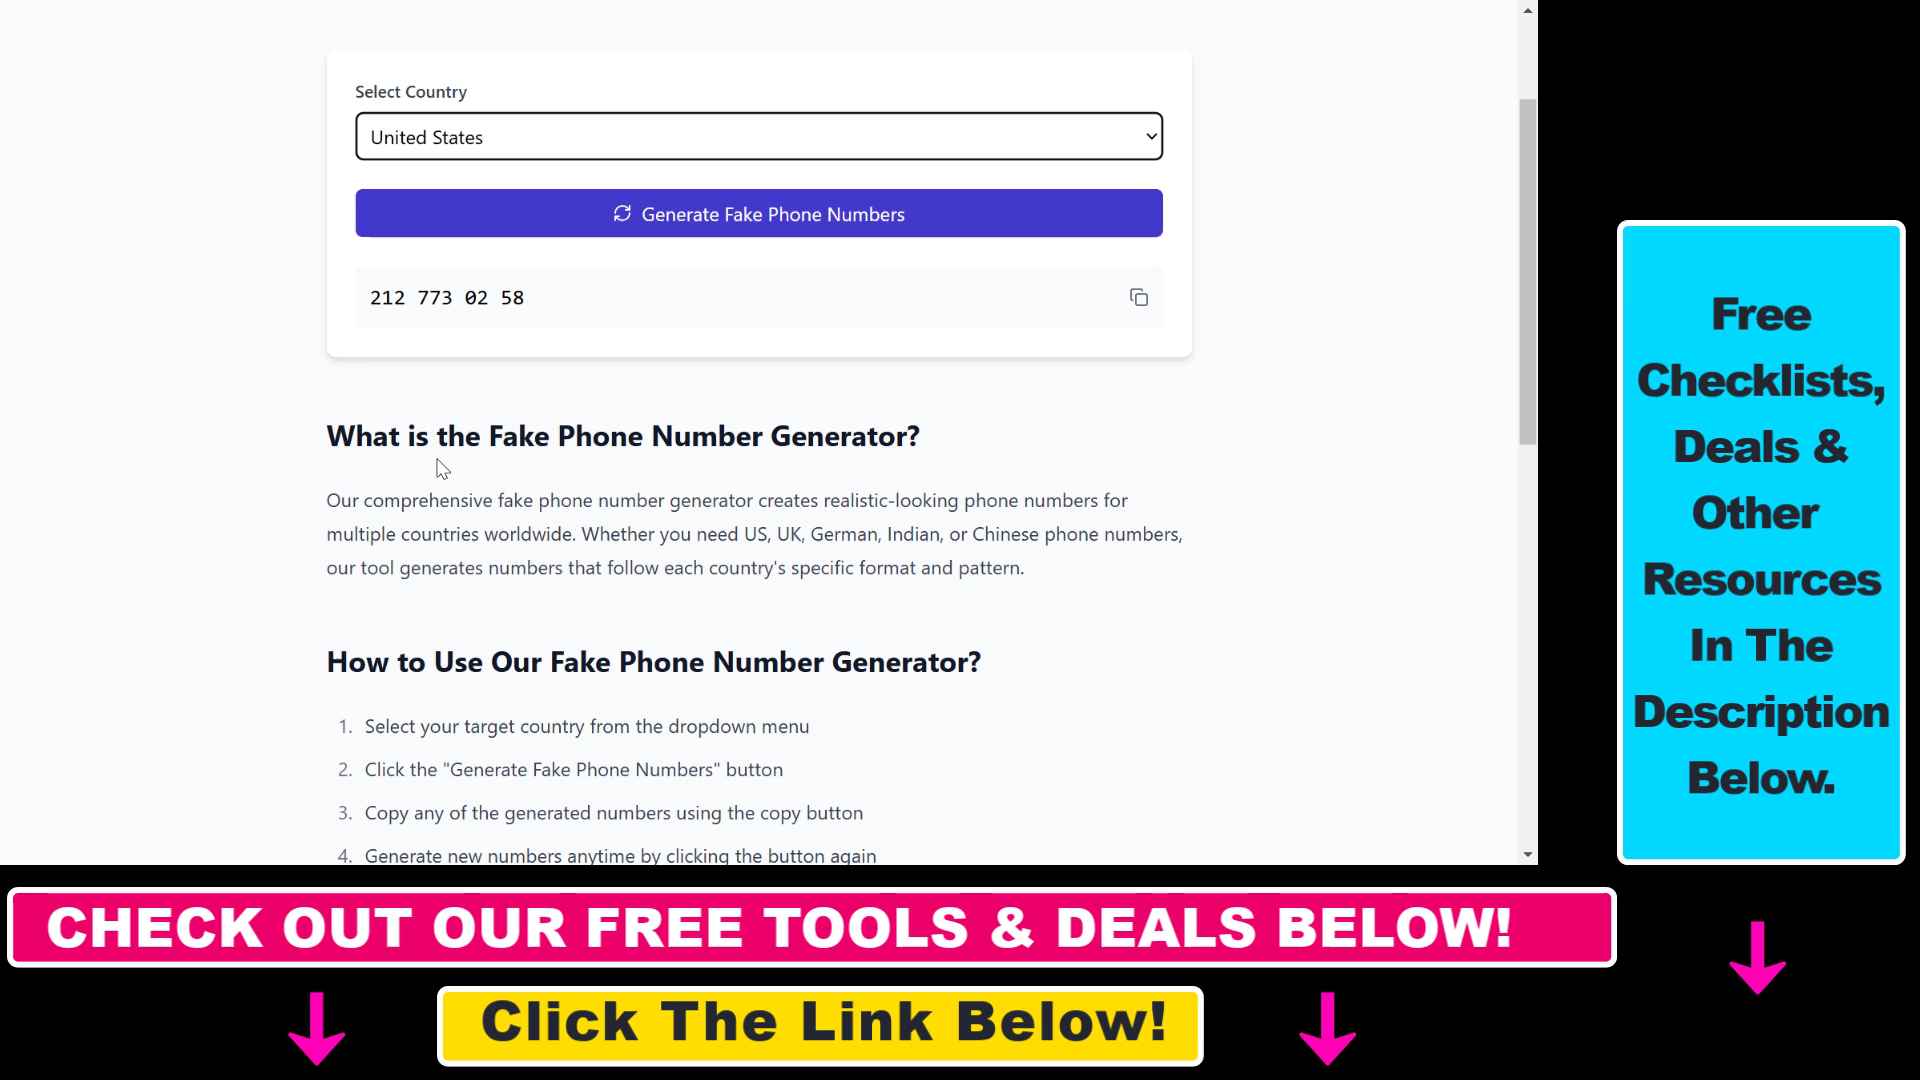 Select Country
United States
Generate Fake Phone Numbers
212 773 02 58
What is the Fake Phone Number Generator?
Our comprehensive fake phone number generator creates realistic-looking phone numbers for
multiple countries worldwide. Whether you need US, UK, German, Indian, or Chinese phone numbers,
our tool generates numbers that follow each country's specific format and pattern.
How to Use Our Fake Phone Number Generator?
1. Select your target country from the dropdown menu
2. Click the "Generate Fake Phone Numbers" button
3. Copy any of the generated numbers using the copy button
4. Generate new numbers anytime by clicking the button again
Free
Checklists,
Deals &
Other
Resources
In The
Description
Below.
CHECK OUT OUR FREE TOOLS & DEALS BELOW!
Click The Link Below!